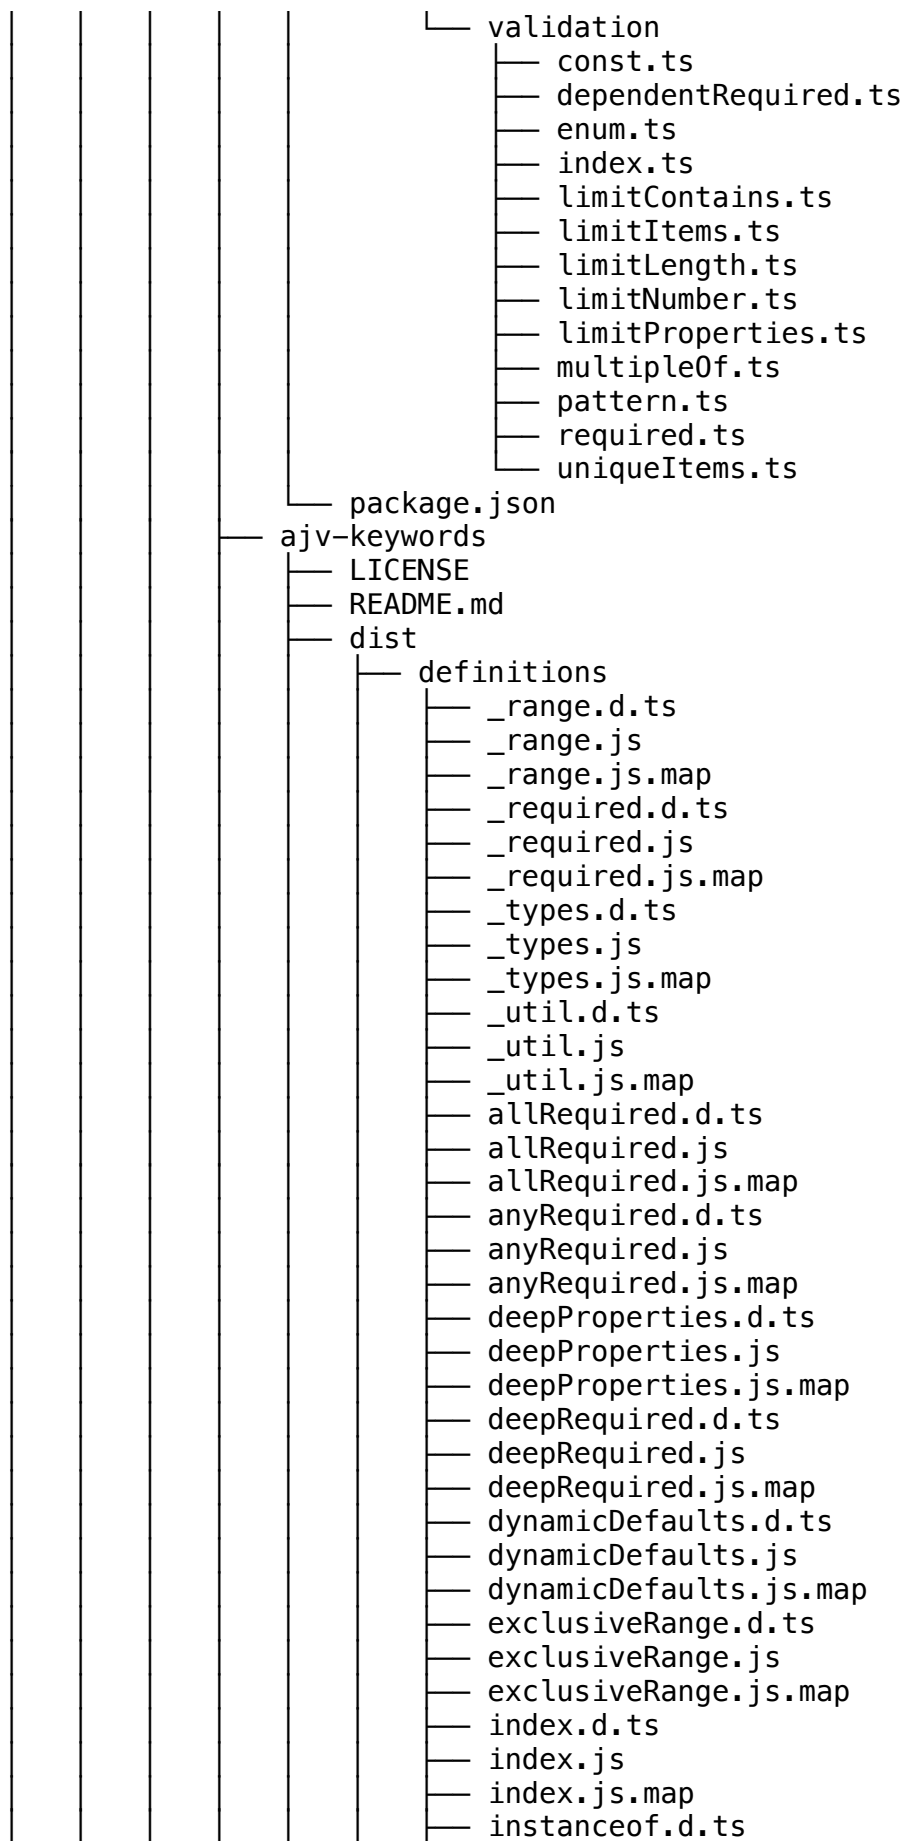 │   │   │   │   │       └── validation
│   │   │   │   │           ├── const.ts
│   │   │   │   │           ├── dependentRequired.ts
│   │   │   │   │           ├── enum.ts
│   │   │   │   │           ├── index.ts
│   │   │   │   │           ├── limitContains.ts
│   │   │   │   │           ├── limitItems.ts
│   │   │   │   │           ├── limitLength.ts
│   │   │   │   │           ├── limitNumber.ts
│   │   │   │   │           ├── limitProperties.ts
│   │   │   │   │           ├── multipleOf.ts
│   │   │   │   │           ├── pattern.ts
│   │   │   │   │           ├── required.ts
│   │   │   │   │           └── uniqueItems.ts
│   │   │   │   └── package.json
│   │   │   ├── ajv-keywords
│   │   │   │   ├── LICENSE
│   │   │   │   ├── README.md
│   │   │   │   ├── dist
│   │   │   │   │   ├── definitions
│   │   │   │   │   │   ├── _range.d.ts
│   │   │   │   │   │   ├── _range.js
│   │   │   │   │   │   ├── _range.js.map
│   │   │   │   │   │   ├── _required.d.ts
│   │   │   │   │   │   ├── _required.js
│   │   │   │   │   │   ├── _required.js.map
│   │   │   │   │   │   ├── _types.d.ts
│   │   │   │   │   │   ├── _types.js
│   │   │   │   │   │   ├── _types.js.map
│   │   │   │   │   │   ├── _util.d.ts
│   │   │   │   │   │   ├── _util.js
│   │   │   │   │   │   ├── _util.js.map
│   │   │   │   │   │   ├── allRequired.d.ts
│   │   │   │   │   │   ├── allRequired.js
│   │   │   │   │   │   ├── allRequired.js.map
│   │   │   │   │   │   ├── anyRequired.d.ts
│   │   │   │   │   │   ├── anyRequired.js
│   │   │   │   │   │   ├── anyRequired.js.map
│   │   │   │   │   │   ├── deepProperties.d.ts
│   │   │   │   │   │   ├── deepProperties.js
│   │   │   │   │   │   ├── deepProperties.js.map
│   │   │   │   │   │   ├── deepRequired.d.ts
│   │   │   │   │   │   ├── deepRequired.js
│   │   │   │   │   │   ├── deepRequired.js.map
│   │   │   │   │   │   ├── dynamicDefaults.d.ts
│   │   │   │   │   │   ├── dynamicDefaults.js
│   │   │   │   │   │   ├── dynamicDefaults.js.map
│   │   │   │   │   │   ├── exclusiveRange.d.ts
│   │   │   │   │   │   ├── exclusiveRange.js
│   │   │   │   │   │   ├── exclusiveRange.js.map
│   │   │   │   │   │   ├── index.d.ts
│   │   │   │   │   │   ├── index.js
│   │   │   │   │   │   ├── index.js.map
│   │   │   │   │   │   ├── instanceof.d.ts